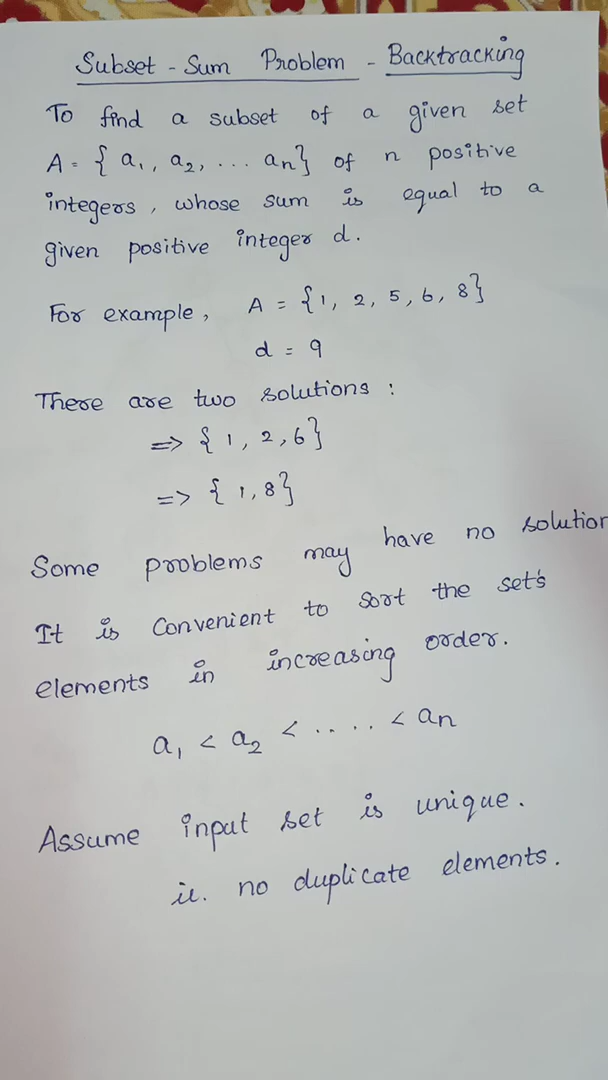 Subset - Sum Problem - Backtracking
To find a subset of a given set
A = { a1, a2, ... an} of n positive
integers, whose sum is equal to a
given positive integer d.
For example, A = {1, 2, 5, 6, 8}
d = 9
There are two solutions :
=> { 1, 2, 6}
=> { 1, 8}
Some problems may have no solution
It is convenient to sort the set's
elements in increasing order.
a1 < a2 < .... < an
Assume input set is unique.
ie. no duplicate elements.